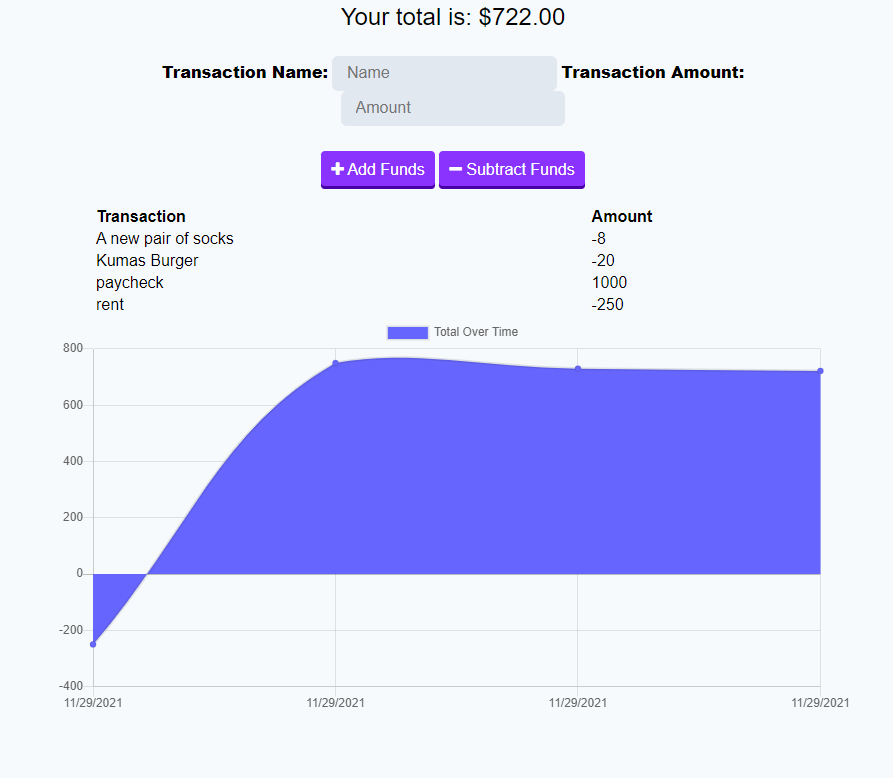 Your total is: $722.00
Transaction Name: Name Transaction Amount:
Amount
Add Funds Subtract Funds
Transaction Amount
A new pair of socks -8
Kumas Burger -20
paycheck 1000
rent -250
Total Over Time
800
600
400
200
0
-200
-400
11/29/2021 11/29/2021 11/29/2021 11/29/2021